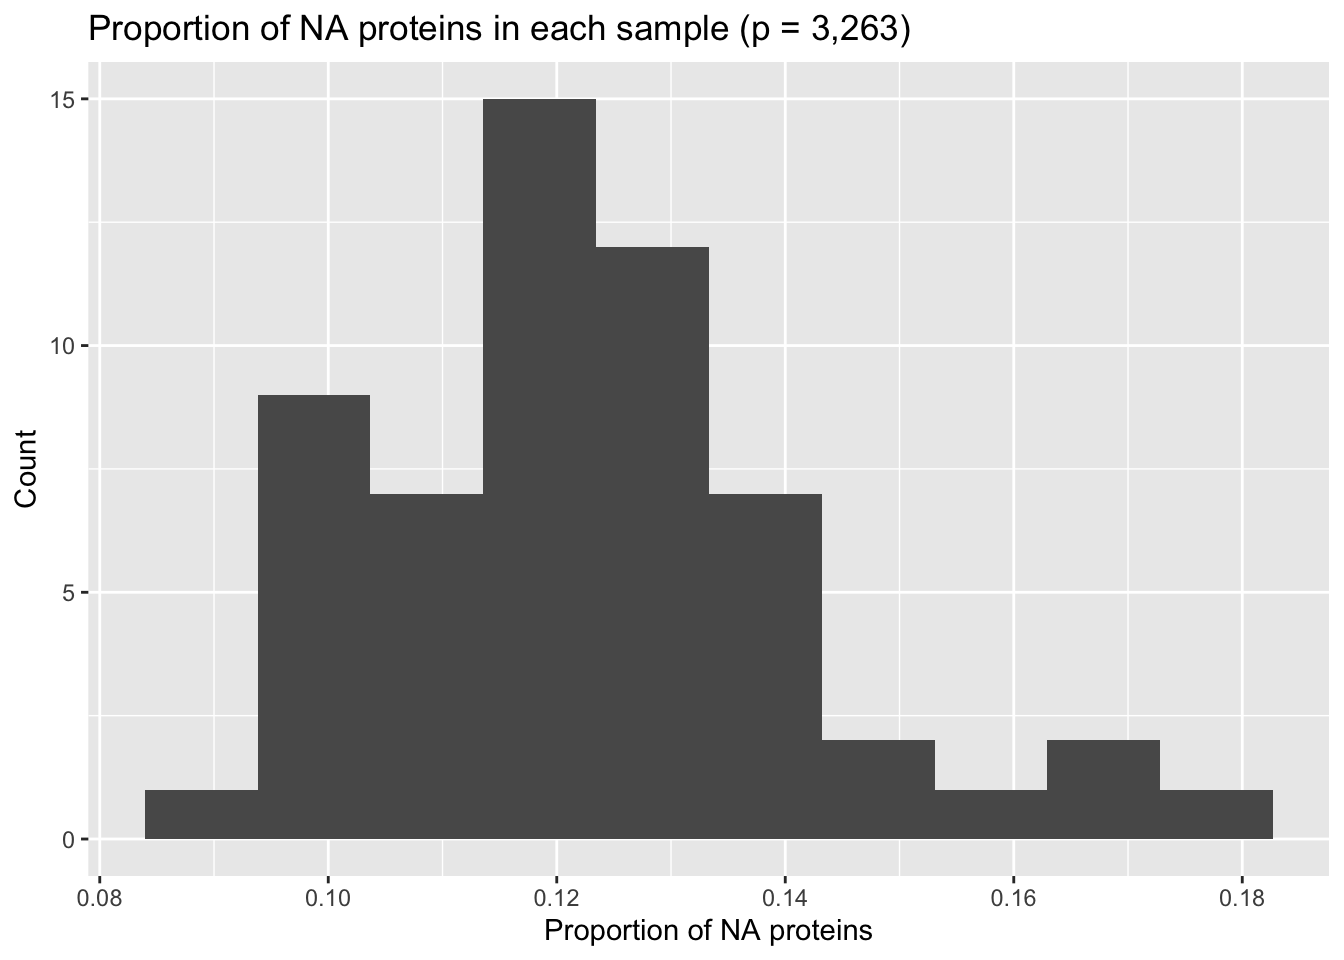 Proportion of NA proteins in each sample (p = 3,263)
15
10
5
0
Count
0.08 0.10 0.12 0.14 0.16 0.18
Proportion of NA proteins